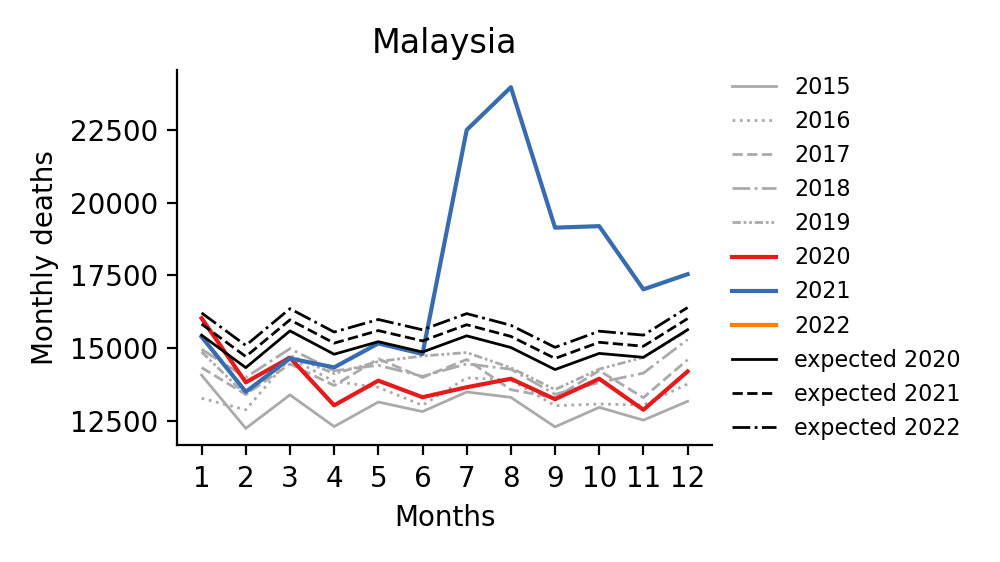 Malaysia
Monthly deaths
22500
20000
17500
15000
12500
1 2 3 4 5 6 7 8 9 10 11 12
Months
2015
2016
2017
2018
2019
2020
2021
2022
expected 2020
expected 2021
expected 2022